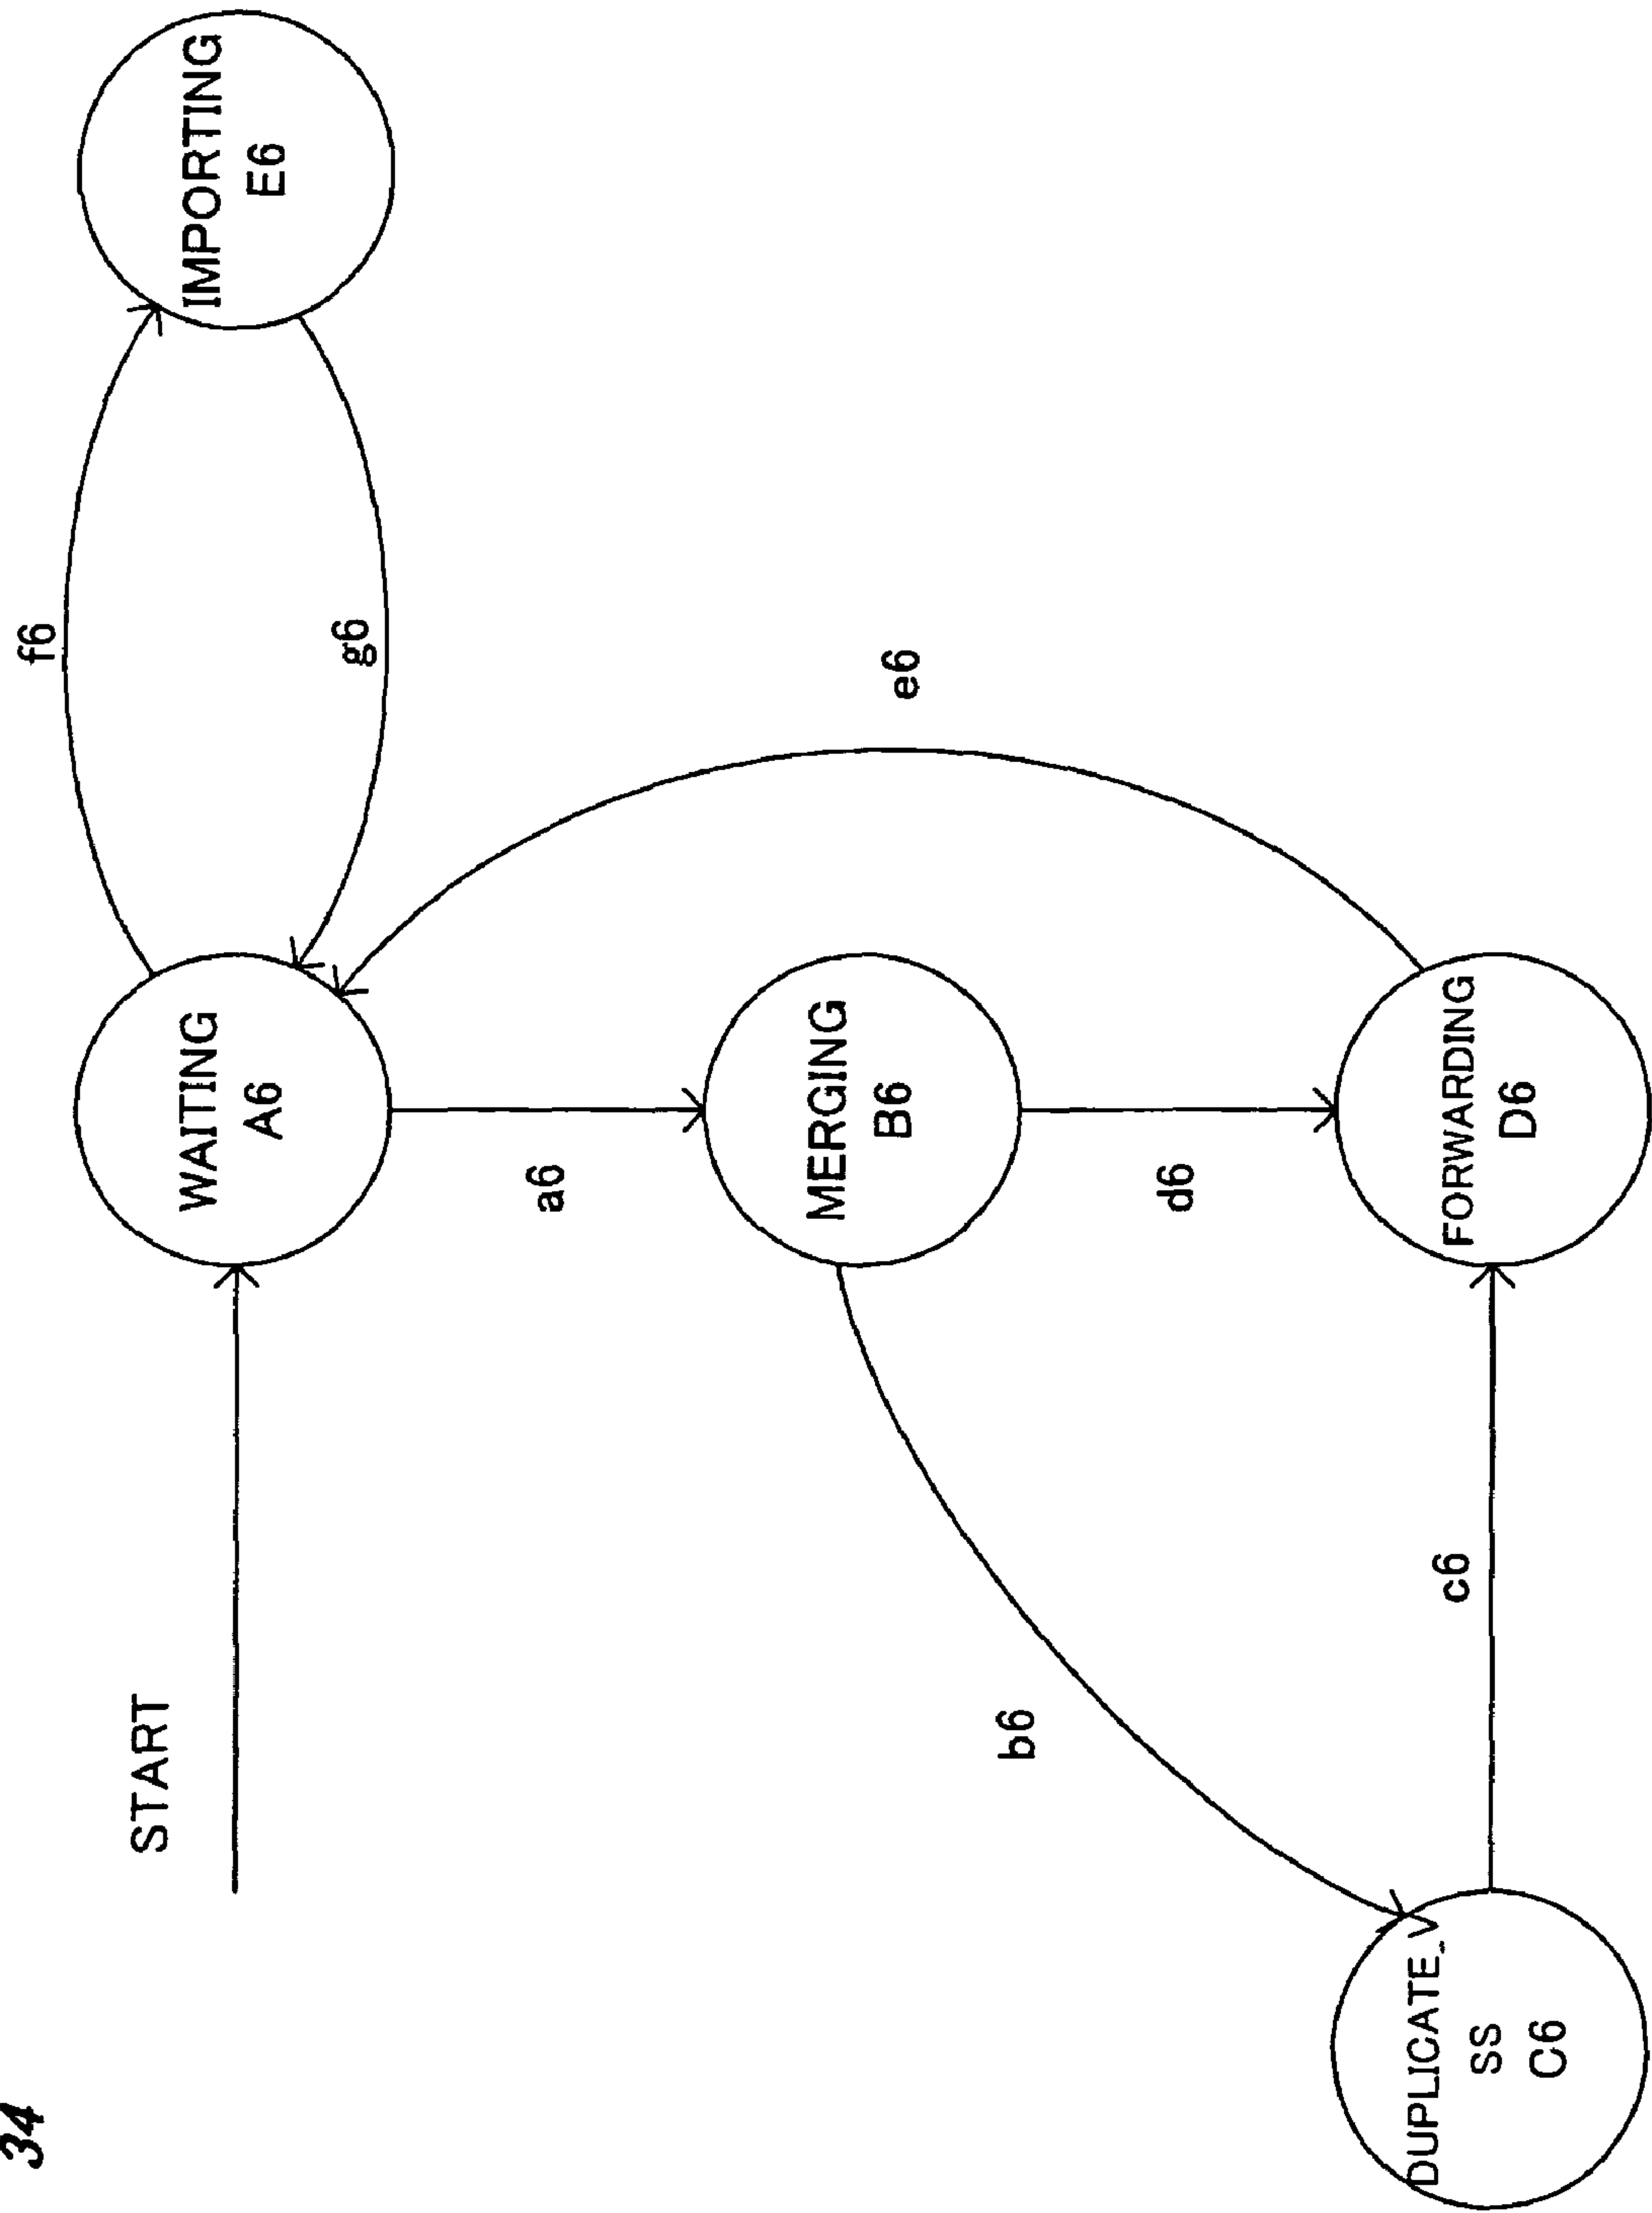 34
f6
START
WAITING
A6
IMPORTING
E6
g6
a6
MERGING
B6
e6
b6
d6
DUPLICATE_V
SS
C6
c6
FORWARDING
D6